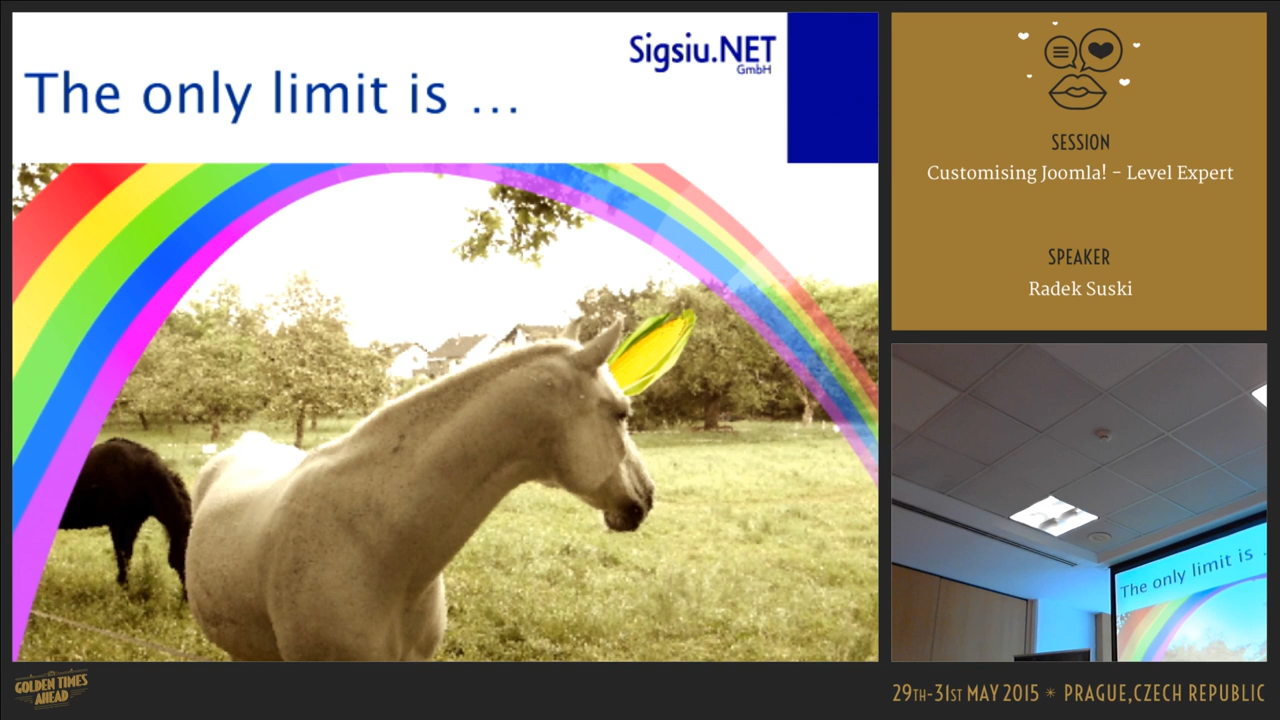 The only limit is ...
Sigsiu.NET
GmbH
SESSION
Customising Joomla! - Level Expert
SPEAKER
Radek Suski
The only limit is .
GOLDEN TIMES
AHEAD
29TH-31ST MAY 2015 * PRAGUE,CZECH REPUBLIC